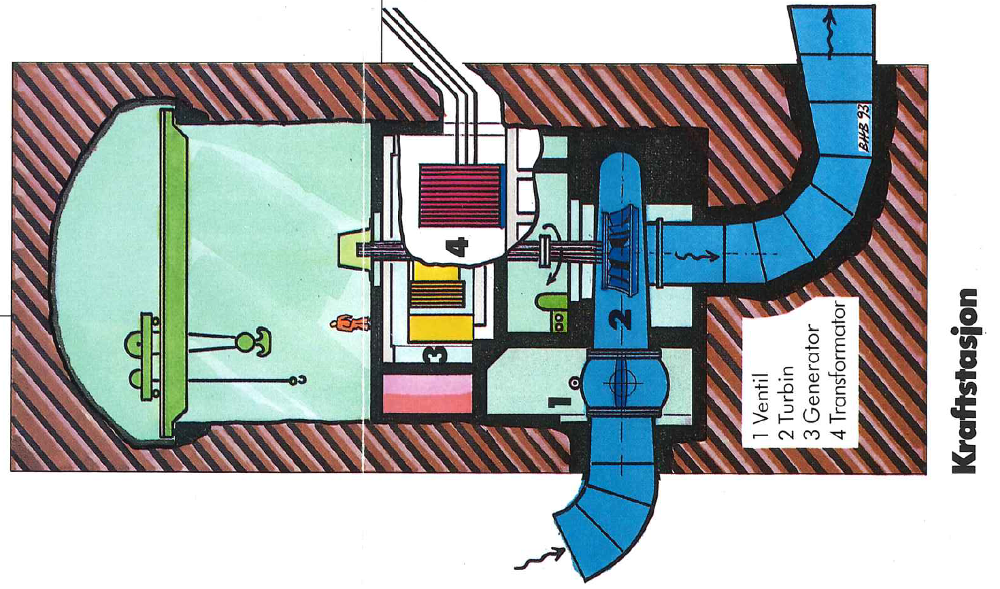 4
3
2
1
BHB 93
1 Ventil
2 Turbin
3 Generator
4 Transformator
Kraftstasjon